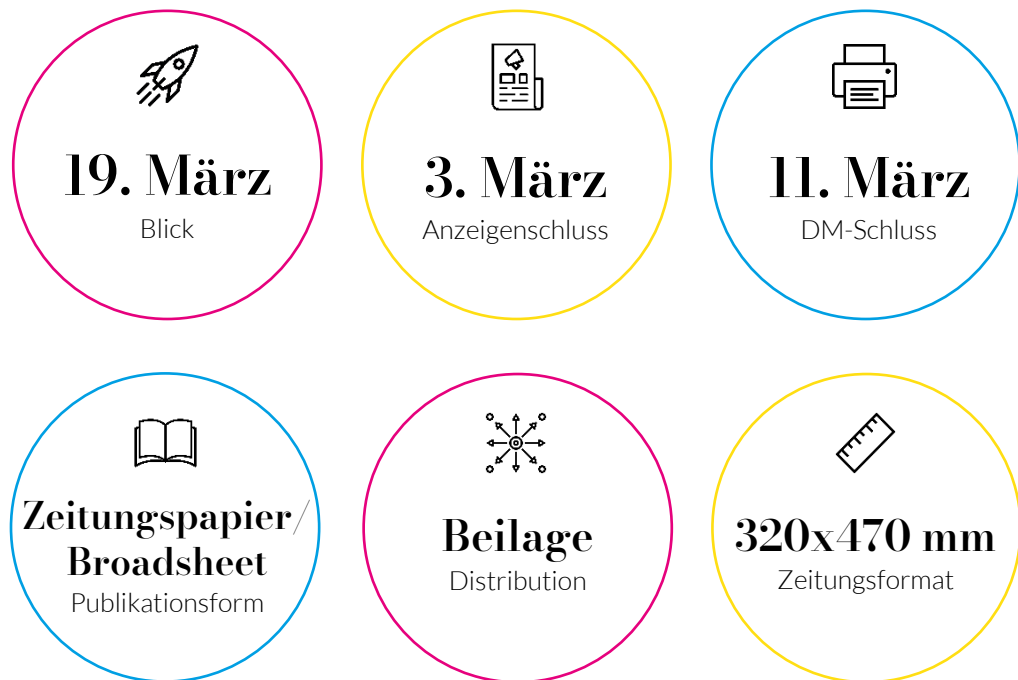 19. März
Blick
3. März
Anzeigenschluss
11. März
DM-Schluss
Zeitungspapier/
Broadsheet
Publikationsform
Beilage
Distribution
320x470 mm
Zeitungsformat